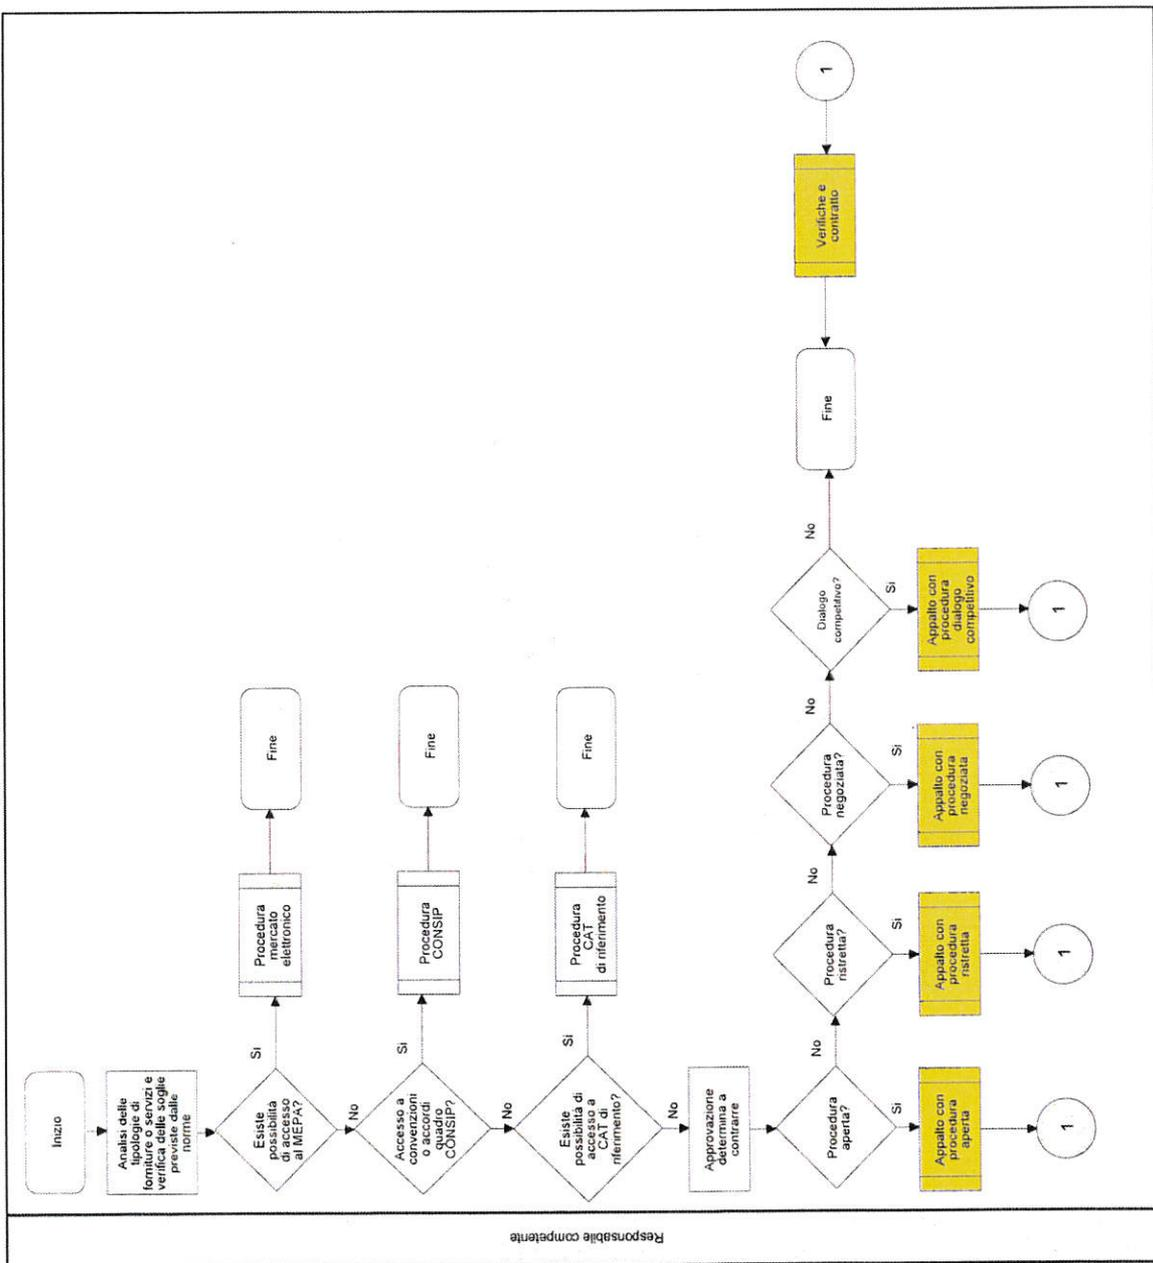 Responsabile competente
Inizio
Analisi delle
tipologie di
forniture o servizi e
verifica delle soglie
previste dalle
norme
Esiste
possibilità
di accesso
al MEPA?
Si
Procedura
mercato
elettronico
Fine
No
Accesso a
convenzioni
o accordi
quadro
CONSIP?
Si
Procedura
CONSIP
Fine
No
Esiste
possibilità di
accesso a
CAT di
riferimento?
Si
Procedura
CAT
di riferimento
Fine
No
Approvazione
determina a
contrarre
Procedura
aperta?
Si
Appalto con
procedura
aperta
1
No
Procedura
ristretta?
Si
Appalto con
procedura
ristretta
1
No
Procedura
negoziata?
Si
Appalto con
procedura
negoziata
1
No
Dialogo
competitivo?
Si
Appalto con
procedura
dialogo
competitivo
1
No
Fine
Verifiche e
contratto
1